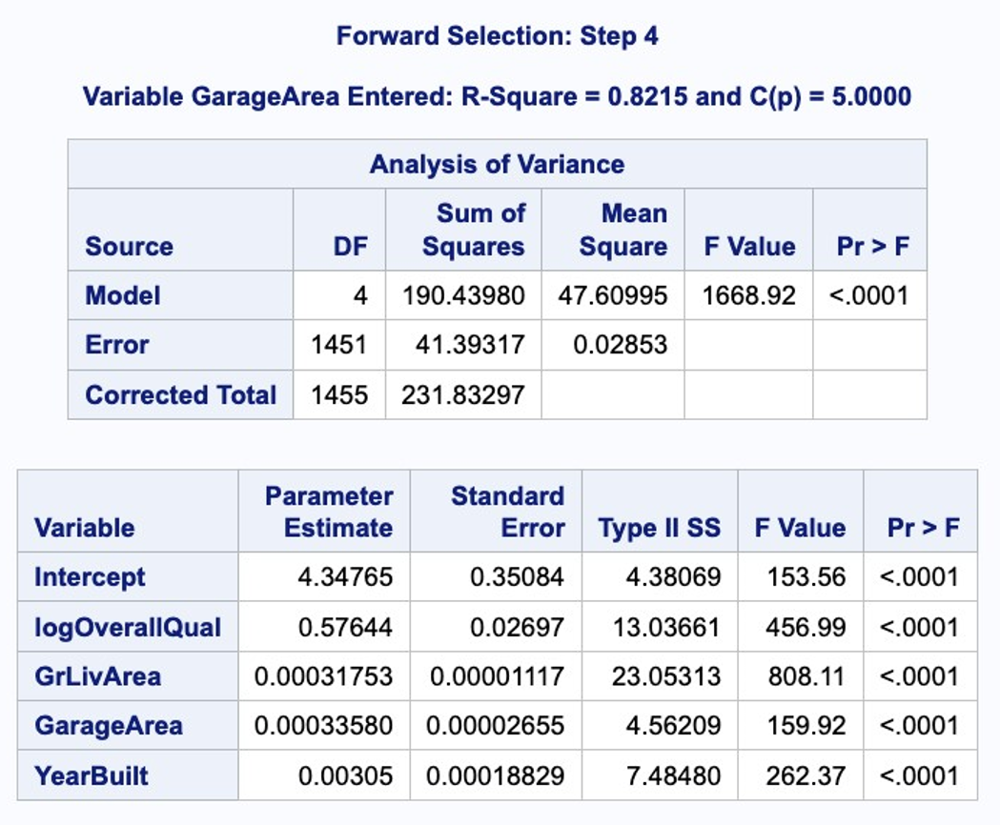 Forward Selection: Step 4
Variable GarageArea Entered: R-Square = 0.8215 and C(p) = 5.0000
Analysis of Variance
Source DF Sum of Squares Mean Square F Value Pr > F
Model 4 190.43980 47.60995 1668.92 <.0001
Error 1451 41.39317 0.02853
Corrected Total 1455 231.83297
Variable Parameter Estimate Standard Error Type II SS F Value Pr > F
Intercept 4.34765 0.35084 4.38069 153.56 <.0001
logOverallQual 0.57644 0.02697 13.03661 456.99 <.0001
GrLivArea 0.00031753 0.00001117 23.05313 808.11 <.0001
GarageArea 0.00033580 0.00002655 4.56209 159.92 <.0001
YearBuilt 0.00305 0.00018829 7.48480 262.37 <.0001